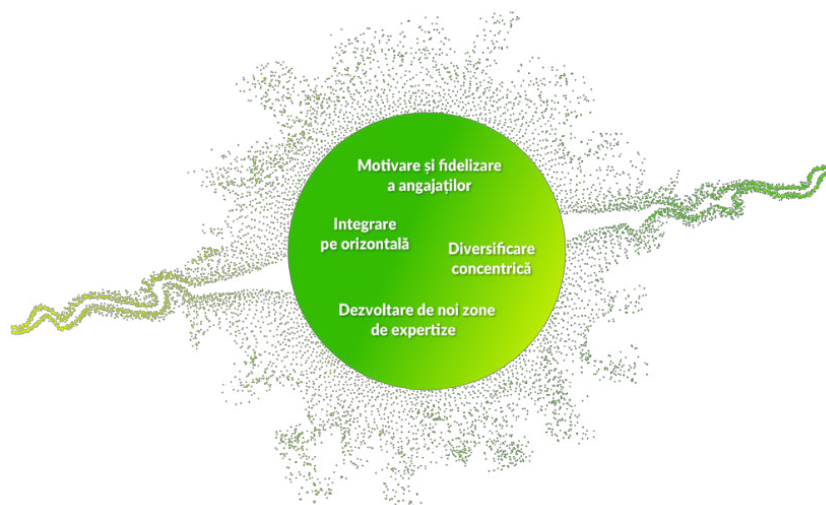 Motivare și fidelizare
a angajaților
Integrare
pe orizontală
Diversificare
concentrică
Dezvoltare de noi zone
de expertize